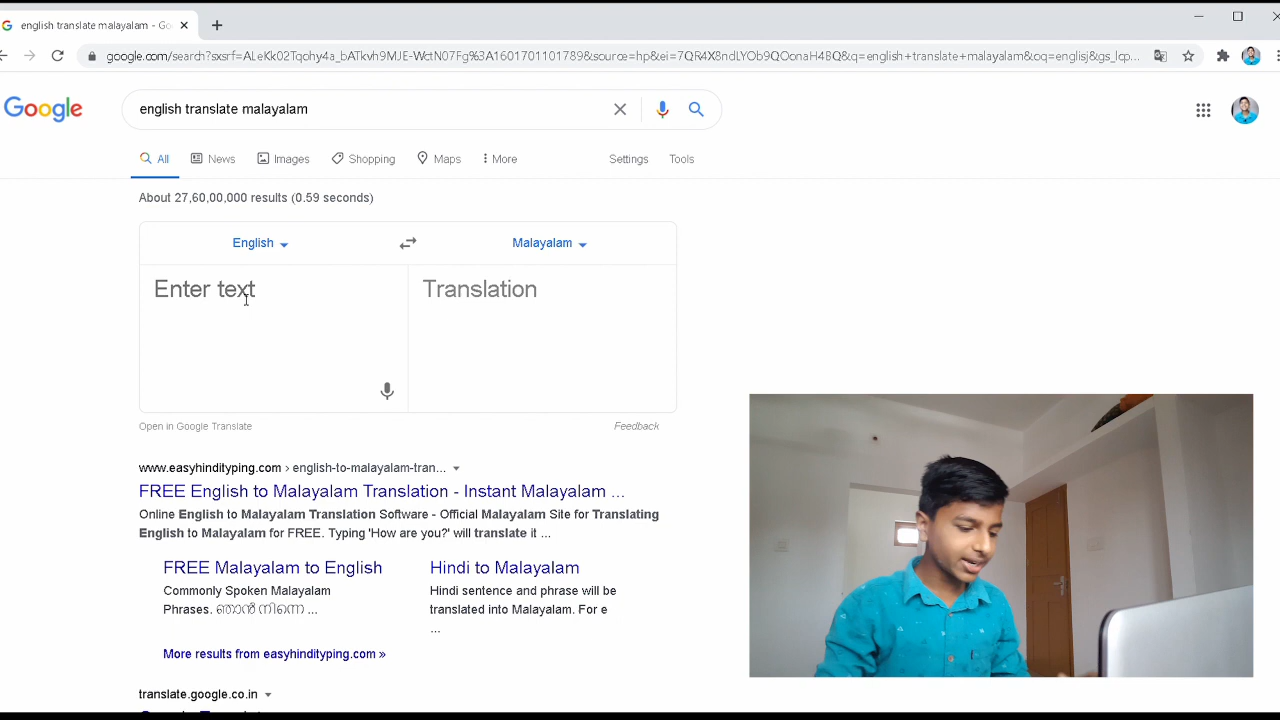 english translate malayalam - Go
google.com/search?sxsrf=ALeKk02Tqohy4a_bATkvh9MJE-WctN07Fg%3A1601701101789&source=hp&ei=7QR4X8ndLYOb9QOonaH4BQ&q=english+translate+malayalam&oq=englisj&gs_lcp...
Google
english translate malayalam
All
News
Images
Shopping
Maps
More
Settings
Tools
About 27,60,00,000 results (0.59 seconds)
English
Malayalam
Enter text
Translation
Open in Google Translate
Feedback
www.easyhindityping.com › english-to-malayalam-tran...
FREE English to Malayalam Translation - Instant Malayalam ...
Online English to Malayalam Translation Software - Official Malayalam Site for Translating
English to Malayalam for FREE. Typing 'How are you?' will translate it ...
FREE Malayalam to English
Hindi to Malayalam
Commonly Spoken Malayalam
Hindi sentence and phrase will be
Phrases. ഞാൻ നിന്നെ ...
translated into Malayalam. For e
...
More results from easyhindityping.com »
translate.google.co.in